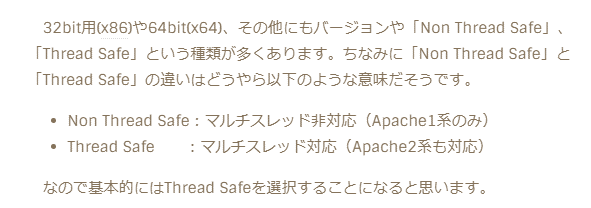 32bit用(x86)や64bit(x64)、その他にもバージョンや「Non Thread Safe」、
「Thread Safe」という種類が多くあります。ちなみに「Non Thread Safe」と
「Thread Safe」の違いはどうやら以下のような意味だそうです。
• Non Thread Safe：マルチスレッド非対応（Apache1系のみ）
• Thread Safe　　：マルチスレッド対応（Apache2系も対応）
なので基本的にはThread Safeを選択することになると思います。